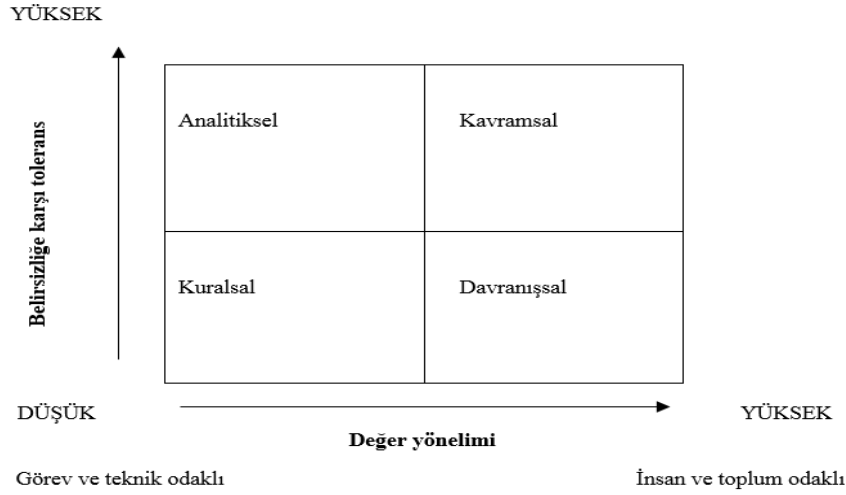 YÜKSEK
Belirsizliğe karşı tolerans
Analitiksel
Kavramsal
Kuralsal
Davranışsal
DÜŞÜK
YÜKSEK
Değer yönelimi
Görev ve teknik odaklı
İnsan ve toplum odaklı